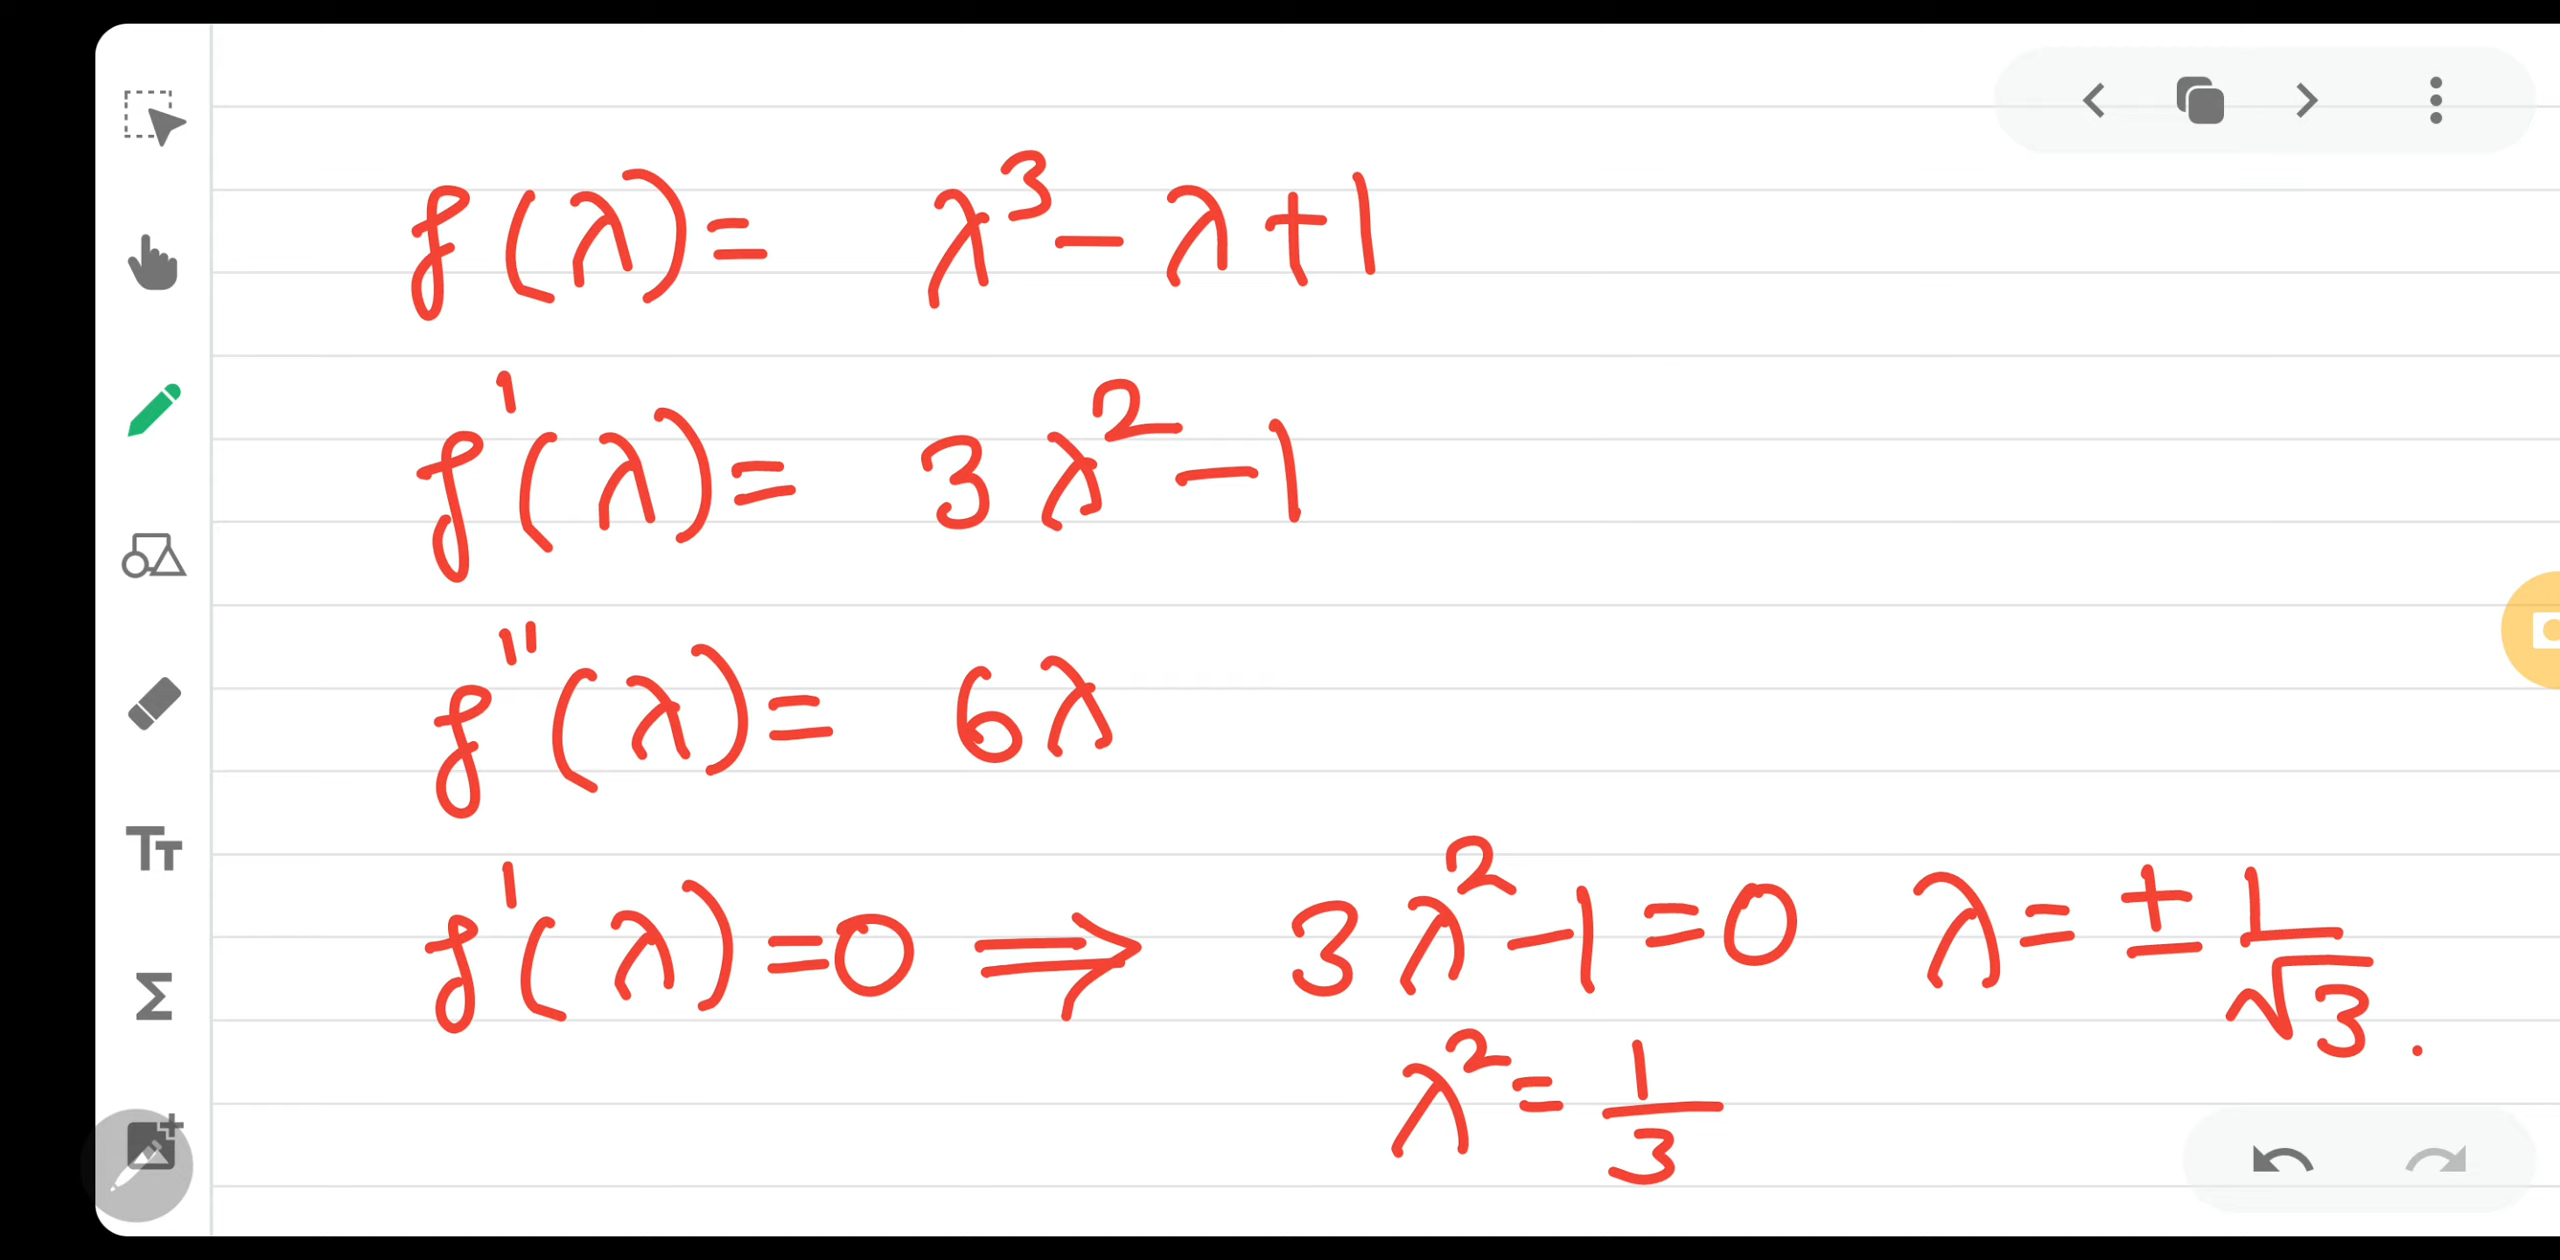 f(λ)= λ³-λ+1
f'(λ)= 3λ²-1
f''(λ)= 6λ
f'(λ)=0 ⇒ 3λ²-1=0 λ=±1/√3.
λ²=1/3